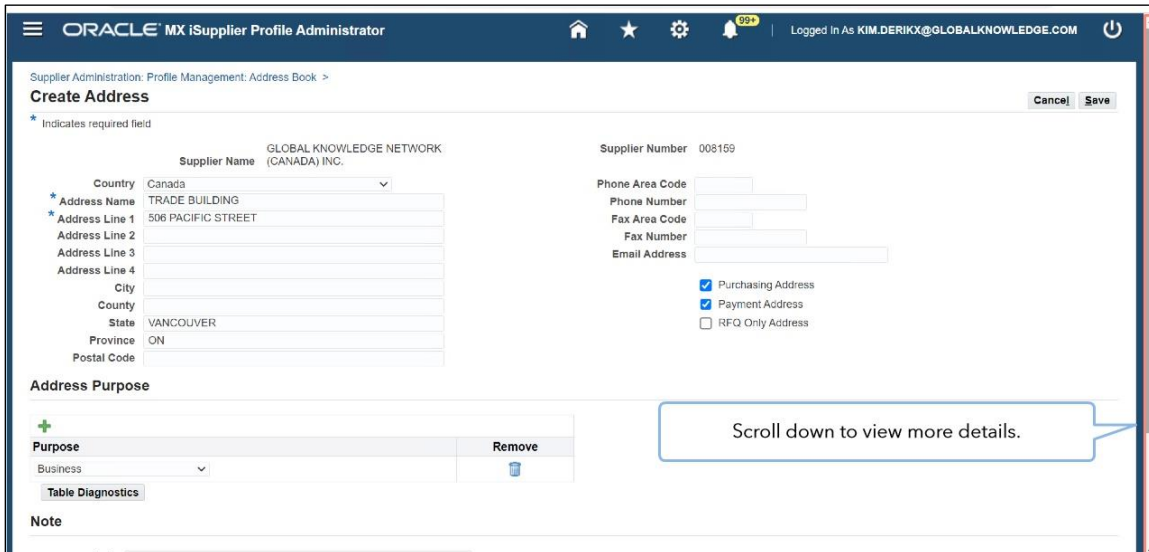 ORACLE MX iSupplier Profile Administrator
99+
Logged In As KIM.DERIKX@GLOBALKNOWLEDGE.COM
Supplier Administration: Profile Management: Address Book >
Create Address
Cancel Save
* Indicates required field
Supplier Name GLOBAL KNOWLEDGE NETWORK
(CANADA) INC.
Supplier Number 008159
Country Canada
* Address Name TRADE BUILDING
* Address Line 1 506 PACIFIC STREET
Address Line 2
Address Line 3
Address Line 4
City
County
State VANCOUVER
Province ON
Postal Code
Phone Area Code
Phone Number
Fax Area Code
Fax Number
Email Address
Purchasing Address
Payment Address
RFQ Only Address
Address Purpose
Scroll down to view more details.
Purpose Remove
Business
Table Diagnostics
Note